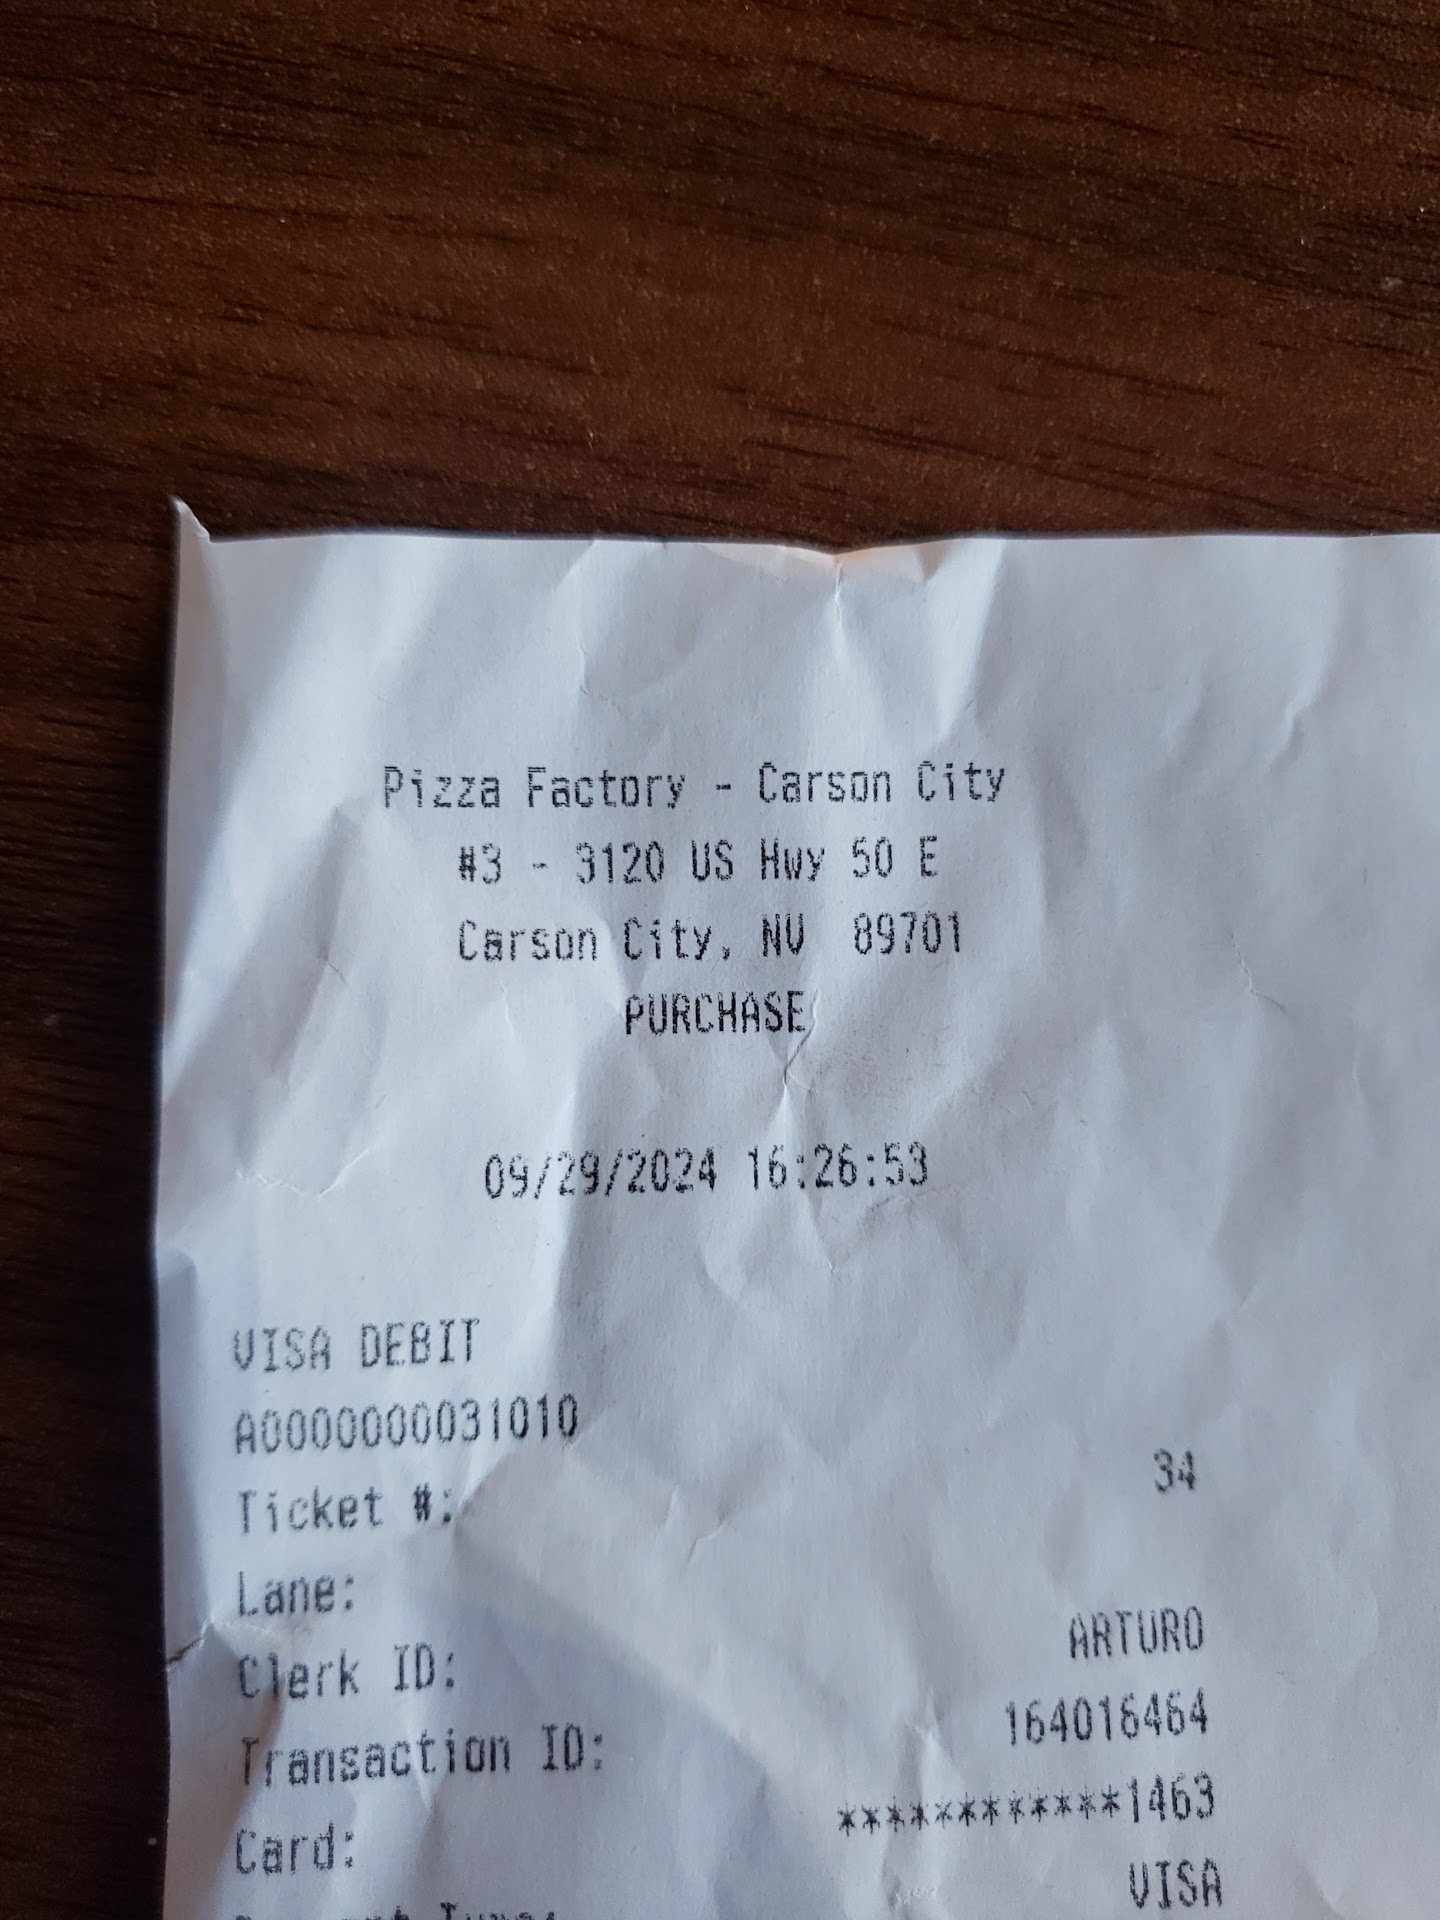 Pizza Factory - Carson City
#3 - 3120 US Hwy 50 E
Carson City, NV 89701
PURCHASE
09/29/2024 16:26:53
VISA DEBIT
A0000000031010
Ticket #: 34
Lane:
Clerk ID: ARTURO
Transaction ID: 164016464
Card: ************1463
VISA